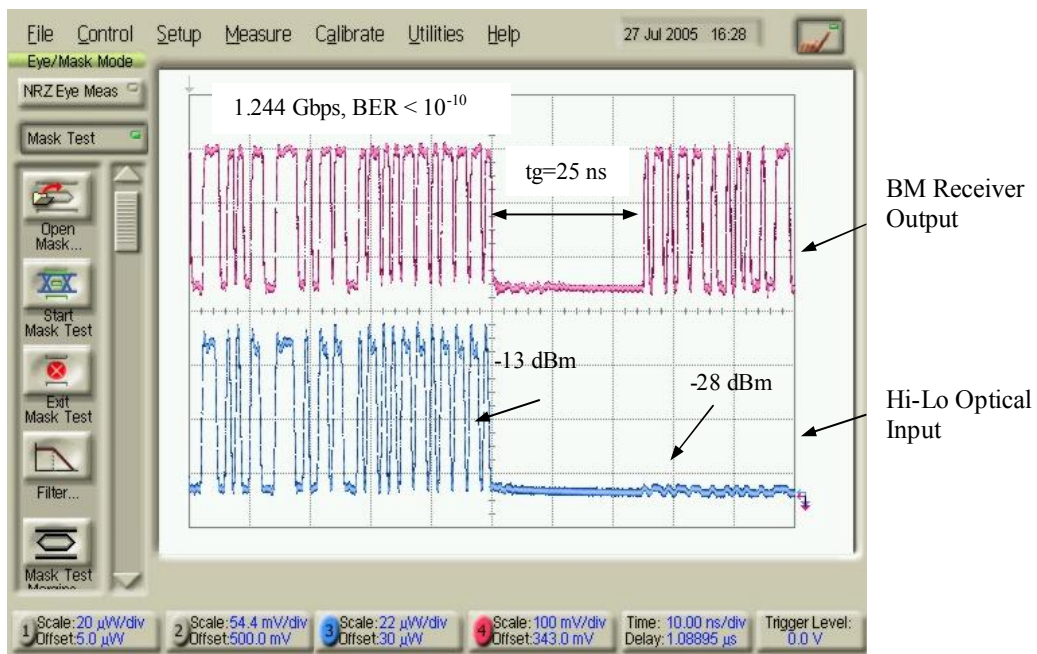 File Control Setup Measure Calibrate Utilities Help 27 Jul 2005 16:28
Eye/Mask Mode
NRZ Eye Meas
Mask Test
Open
Mask...
Start
Mask Test
Exit
Mask Test
Filter...
Mask Test
1.244 Gbps, BER < 10^-10
tg=25 ns
-13 dBm
-28 dBm
BM Receiver
Output
Hi-Lo Optical
Input
1 Scale:20 μW/div
Offset:5.0 μW
2 Scale:54.4 mV/div
Offset:500.0 mV
3 Scale:22 μW/div
Offset:30 μW
4 Scale:100 mV/div
Offset:343.0 mV
Time: 10.00 ns/div
Delay:1.08895 μs
Trigger Level:
0.0 V